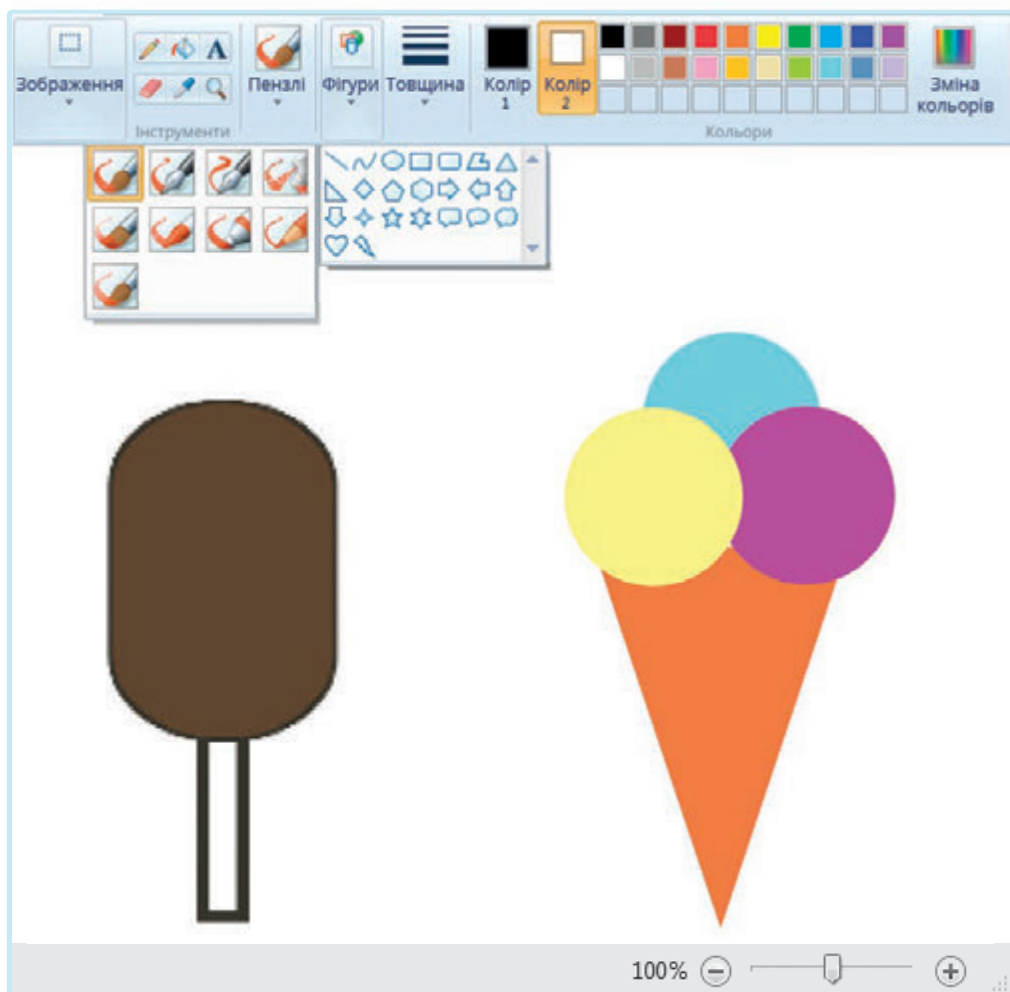 A
Зображення
Пензлі
Фігури
Товщина
Колір
1
Колір
2
Зміна
кольорів
Інструменти
Кольори
100%